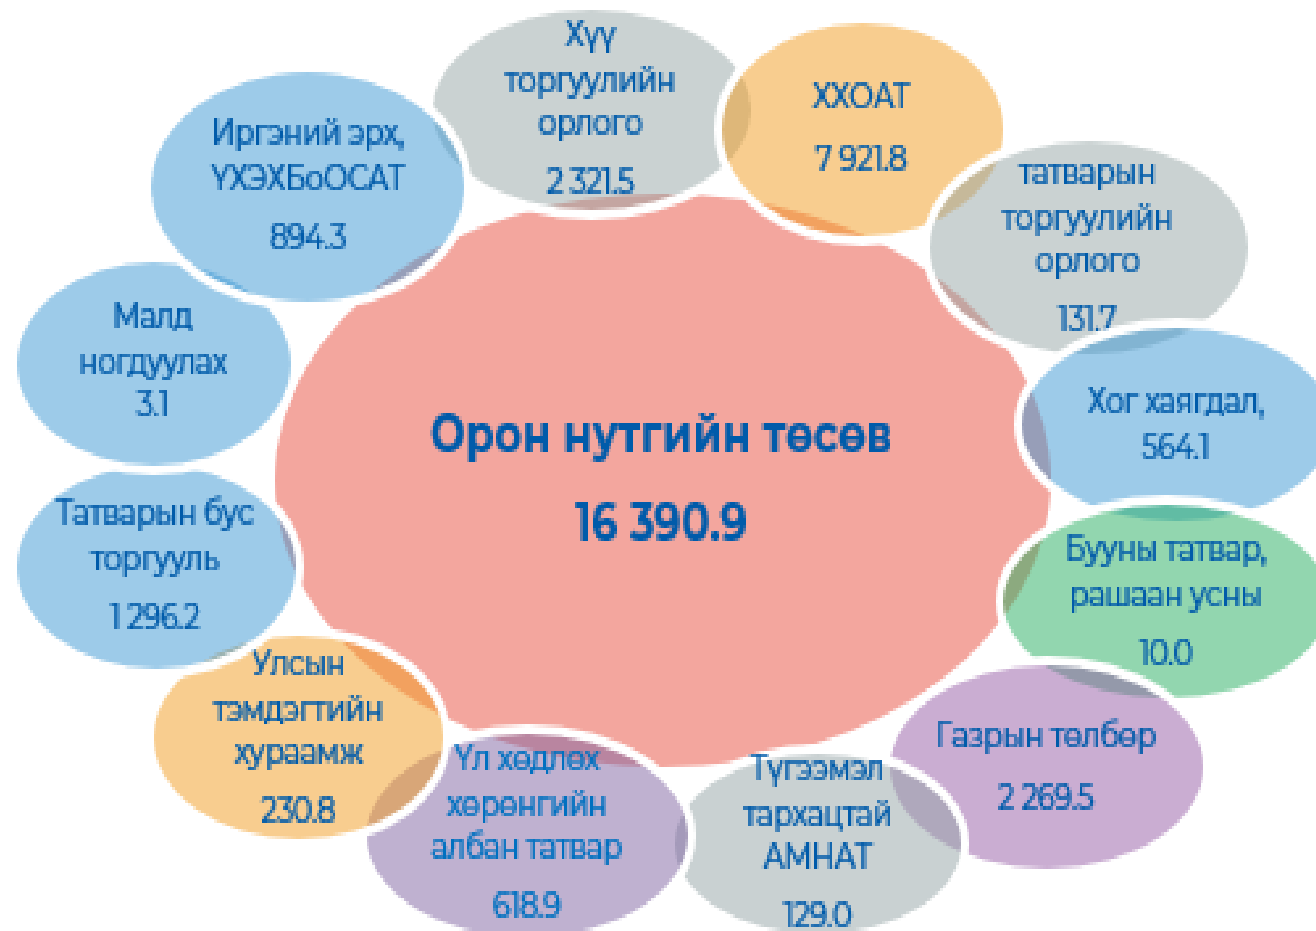 Хүү
торгуулийн
орлого
2 321.5
ХХОАТ
7 921.8
татварын
торгуулийн
орлого
131.7
Хог хаягдал,
564.1
Бууны татвар,
рашаан усны
10.0
Газрын төлбөр
2 269.5
Түгээмэл
тархацтай
АМНАТ
129.0
Үл хөдлөх
хөрөнгийн
албан татвар
618.9
Улсын
тэмдэгтийн
хураамж
230.8
Татварын бус
торгууль
1 296.2
Малд
ногдуулах
3.1
Иргэний эрх,
ҮХЭХБоОСАТ
894.3
Орон нутгийн төсөв
16 390.9